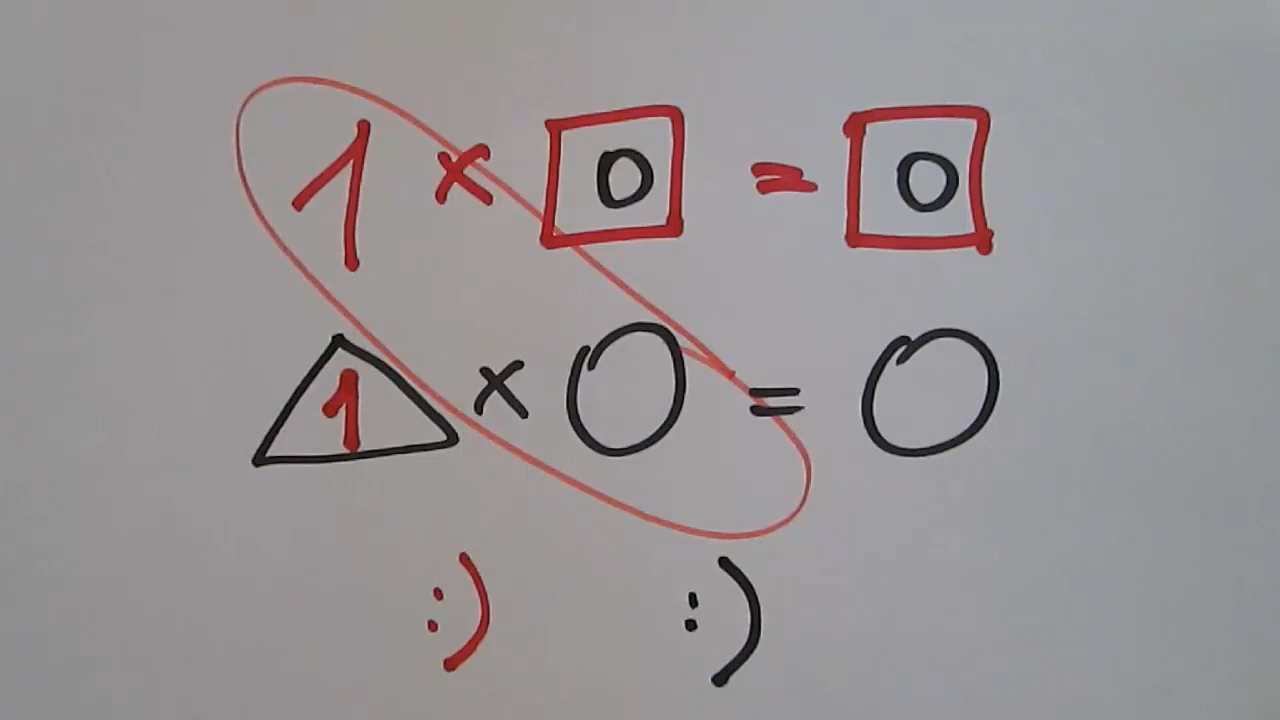 1 × 0 = 0
1 × 0 = 0
:) :)